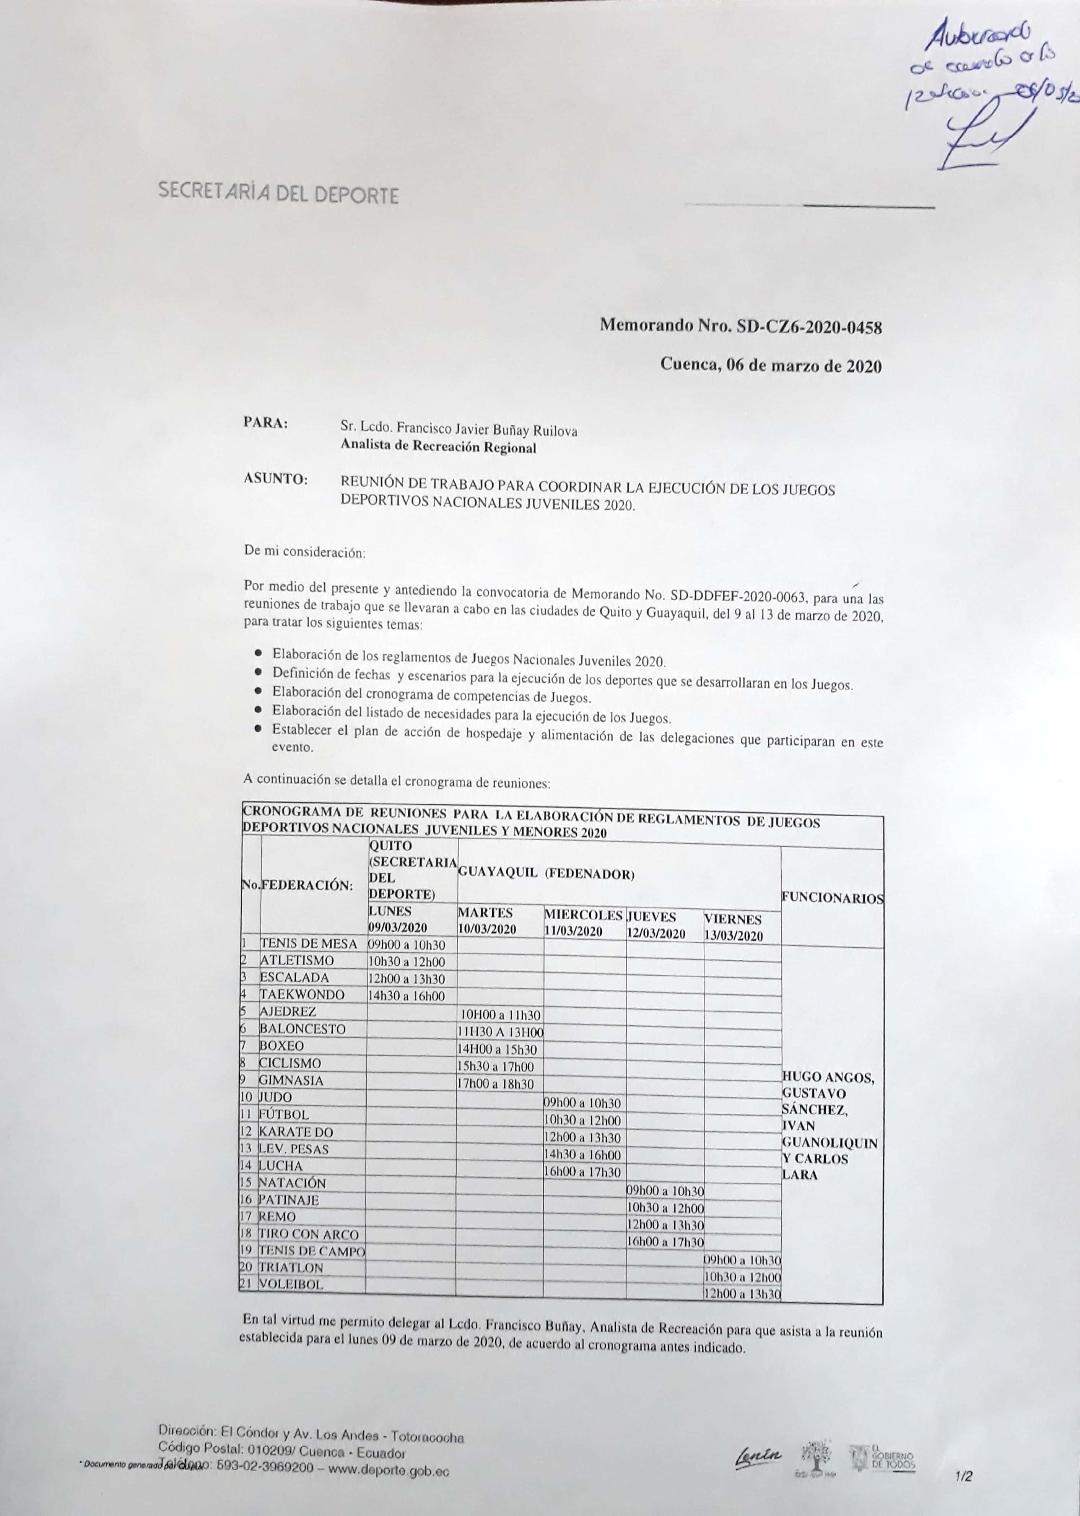 de acuerdo a la
06/03/2
SECRETARÍA DEL DEPORTE
Memorando Nro. SD-CZ6-2020-0458
Cuenca, 06 de marzo de 2020
PARA: Sr. Lcdo. Francisco Javier Buñay Ruilova
Analista de Recreación Regional
ASUNTO: REUNIÓN DE TRABAJO PARA COORDINAR LA EJECUCIÓN DE LOS JUEGOS
DEPORTIVOS NACIONALES JUVENILES 2020.
De mi consideración:
Por medio del presente y antediendo la convocatoria de Memorando No. SD-DDFEF-2020-0063, para una las
reuniones de trabajo que se llevaran a cabo en las ciudades de Quito y Guayaquil, del 9 al 13 de marzo de 2020,
para tratar los siguientes temas:
● Elaboración de los reglamentos de Juegos Nacionales Juveniles 2020.
● Definición de fechas y escenarios para la ejecución de los deportes que se desarrollaran en los Juegos.
● Elaboración del cronograma de competencias de Juegos.
● Elaboración del listado de necesidades para la ejecución de los Juegos.
● Establecer el plan de acción de hospedaje y alimentación de las delegaciones que participaran en este
evento.
A continuación se detalla el cronograma de reuniones:
CRONOGRAMA DE REUNIONES PARA LA ELABORACIÓN DE REGLAMENTOS DE JUEGOS
DEPORTIVOS NACIONALES JUVENILES Y MENORES 2020
No. FEDERACIÓN:
QUITO
(SECRETARIA
DEL
DEPORTE)
GUAYAQUIL (FEDENADOR)
FUNCIONARIOS
LUNES
09/03/2020
MARTES
10/03/2020
MIERCOLES
11/03/2020
JUEVES
12/03/2020
VIERNES
13/03/2020
1 TENIS DE MESA 09h00 a 10h30
2 ATLETISMO 10h30 a 12h00
3 ESCALADA 12h00 a 13h30
4 TAEKWONDO 14h30 a 16h00
5 AJEDREZ 10H00 a 11h30
6 BALONCESTO 11H30 A 13H00
7 BOXEO 14H00 a 15h30
8 CICLISMO 15h30 a 17h00
9 GIMNASIA 17h00 a 18h30
10 JUDO 09h00 a 10h30
11 FÚTBOL 10h30 a 12h00
12 KARATE DO 12h00 a 13h30
13 LEV. PESAS 14h30 a 16h00
14 LUCHA 16h00 a 17h30
15 NATACIÓN 09h00 a 10h30
16 PATINAJE 10h30 a 12h00
17 REMO 12h00 a 13h30
18 TIRO CON ARCO 16h00 a 17h30
19 TENIS DE CAMPO 09h00 a 10h30
20 TRIATLON 10h30 a 12h00
21 VOLEIBOL 12h00 a 13h30
HUGO ANGOS,
GUSTAVO
SÁNCHEZ,
IVAN
GUANOLIQUIN
Y CARLOS
LARA
En tal virtud me permito delegar al Lcdo. Francisco Buñay, Analista de Recreación para que asista a la reunión
establecida para el lunes 09 de marzo de 2020, de acuerdo al cronograma antes indicado.
Dirección: El Cóndor y Av. Los Andes - Totoracocha
Código Postal: 010209/ Cuenca - Ecuador
* Documento generado por
Teléfono: 593-02-3969200 – www.deporte.gob.ec
Lenín
EL
GOBIERNO
DE TODOS
1/2